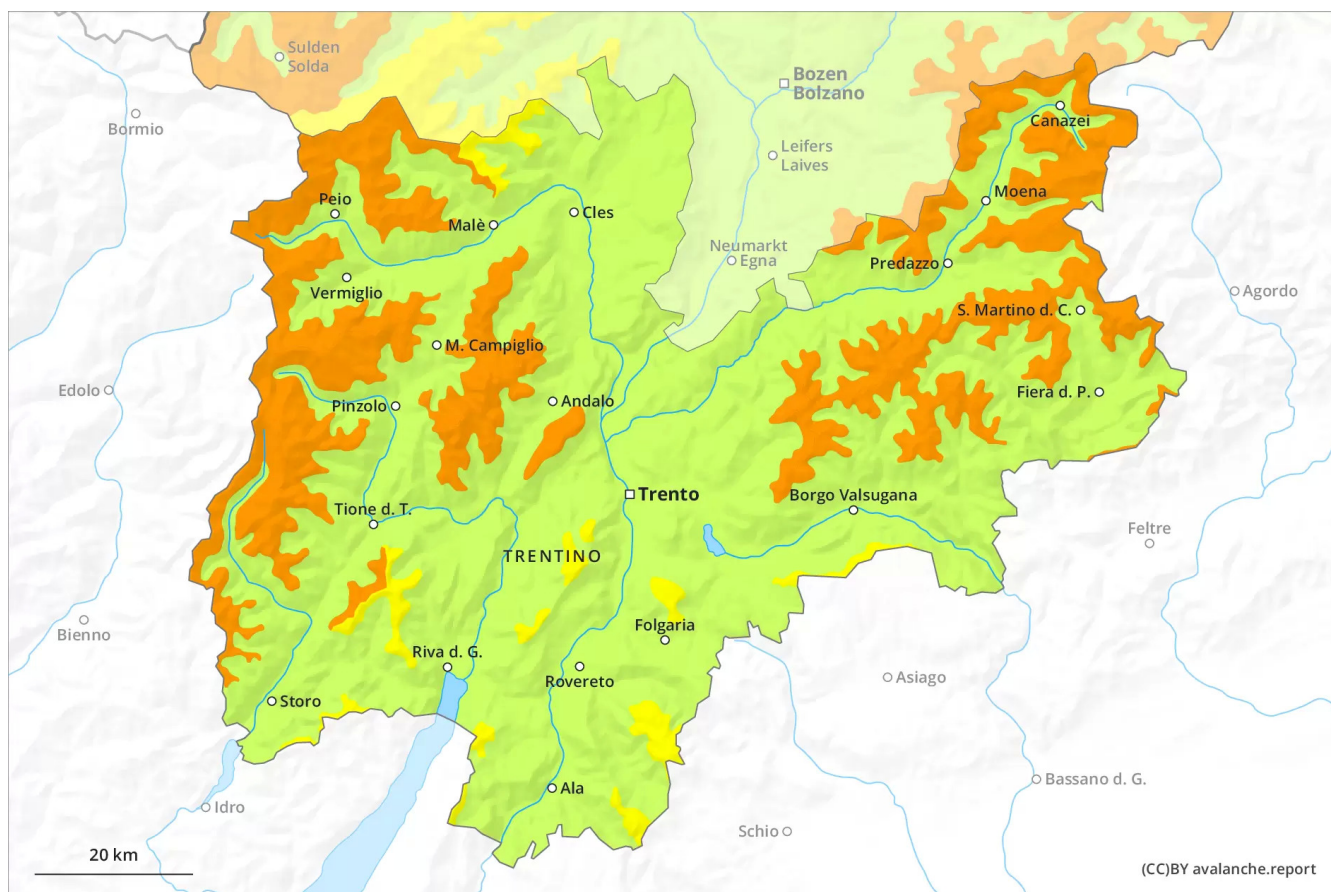 Sulden
Solda
Bozen
Bolzano
Bormio
Canazei
Leifers
Laives
Peio
Moena
Malè
Cles
Neumarkt
Egna
Predazzo
Vermiglio
Agordo
S. Martino d. C.
M. Campiglio
Edolo
Fiera d. P.
Pinzolo
Andalo
Trento
Borgo Valsugana
Tione d. T.
Feltre
TRENTINO
Bienno
Folgaria
Riva d. G.
Asiago
Rovereto
Storo
Bassano d. G.
Ala
Idro
Schio
20 km
(CC)BY avalanche.report